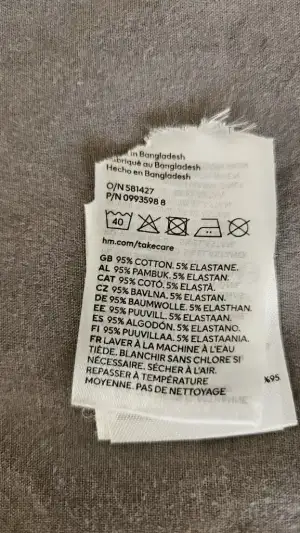 in Bangladesh
briqué au Bangladesh
Hecho en Bangladesh
O/N 581427
P/N 0993598 8
40
hm.com/takecare
GB 95% COTTON. 5% ELASTANE.
AL 95% PAMBUK. 5% ELASTAN.
CAT 95% COTÓ. 5% ELASTÀ.
CZ 95% BAVLNA. 5% ELASTAN.
DE 95% BAUMWOLLE. 5% ELASTHAN.
EE 95% PUUVILL. 5% ELASTAAN.
ES 95% ALGODÓN. 5% ELASTANO.
FI 95% PUUVILLAA. 5% ELASTAANIA.
FR LAVER À LA MACHINE À L'EAU
TIÈDE. BLANCHIR SANS CHLORE SI
NÉCESSAIRE. SÉCHER À L'AIR.
REPASSER À TEMPÉRATURE
MOYENNE. PAS DE NETTOYAGE
%95